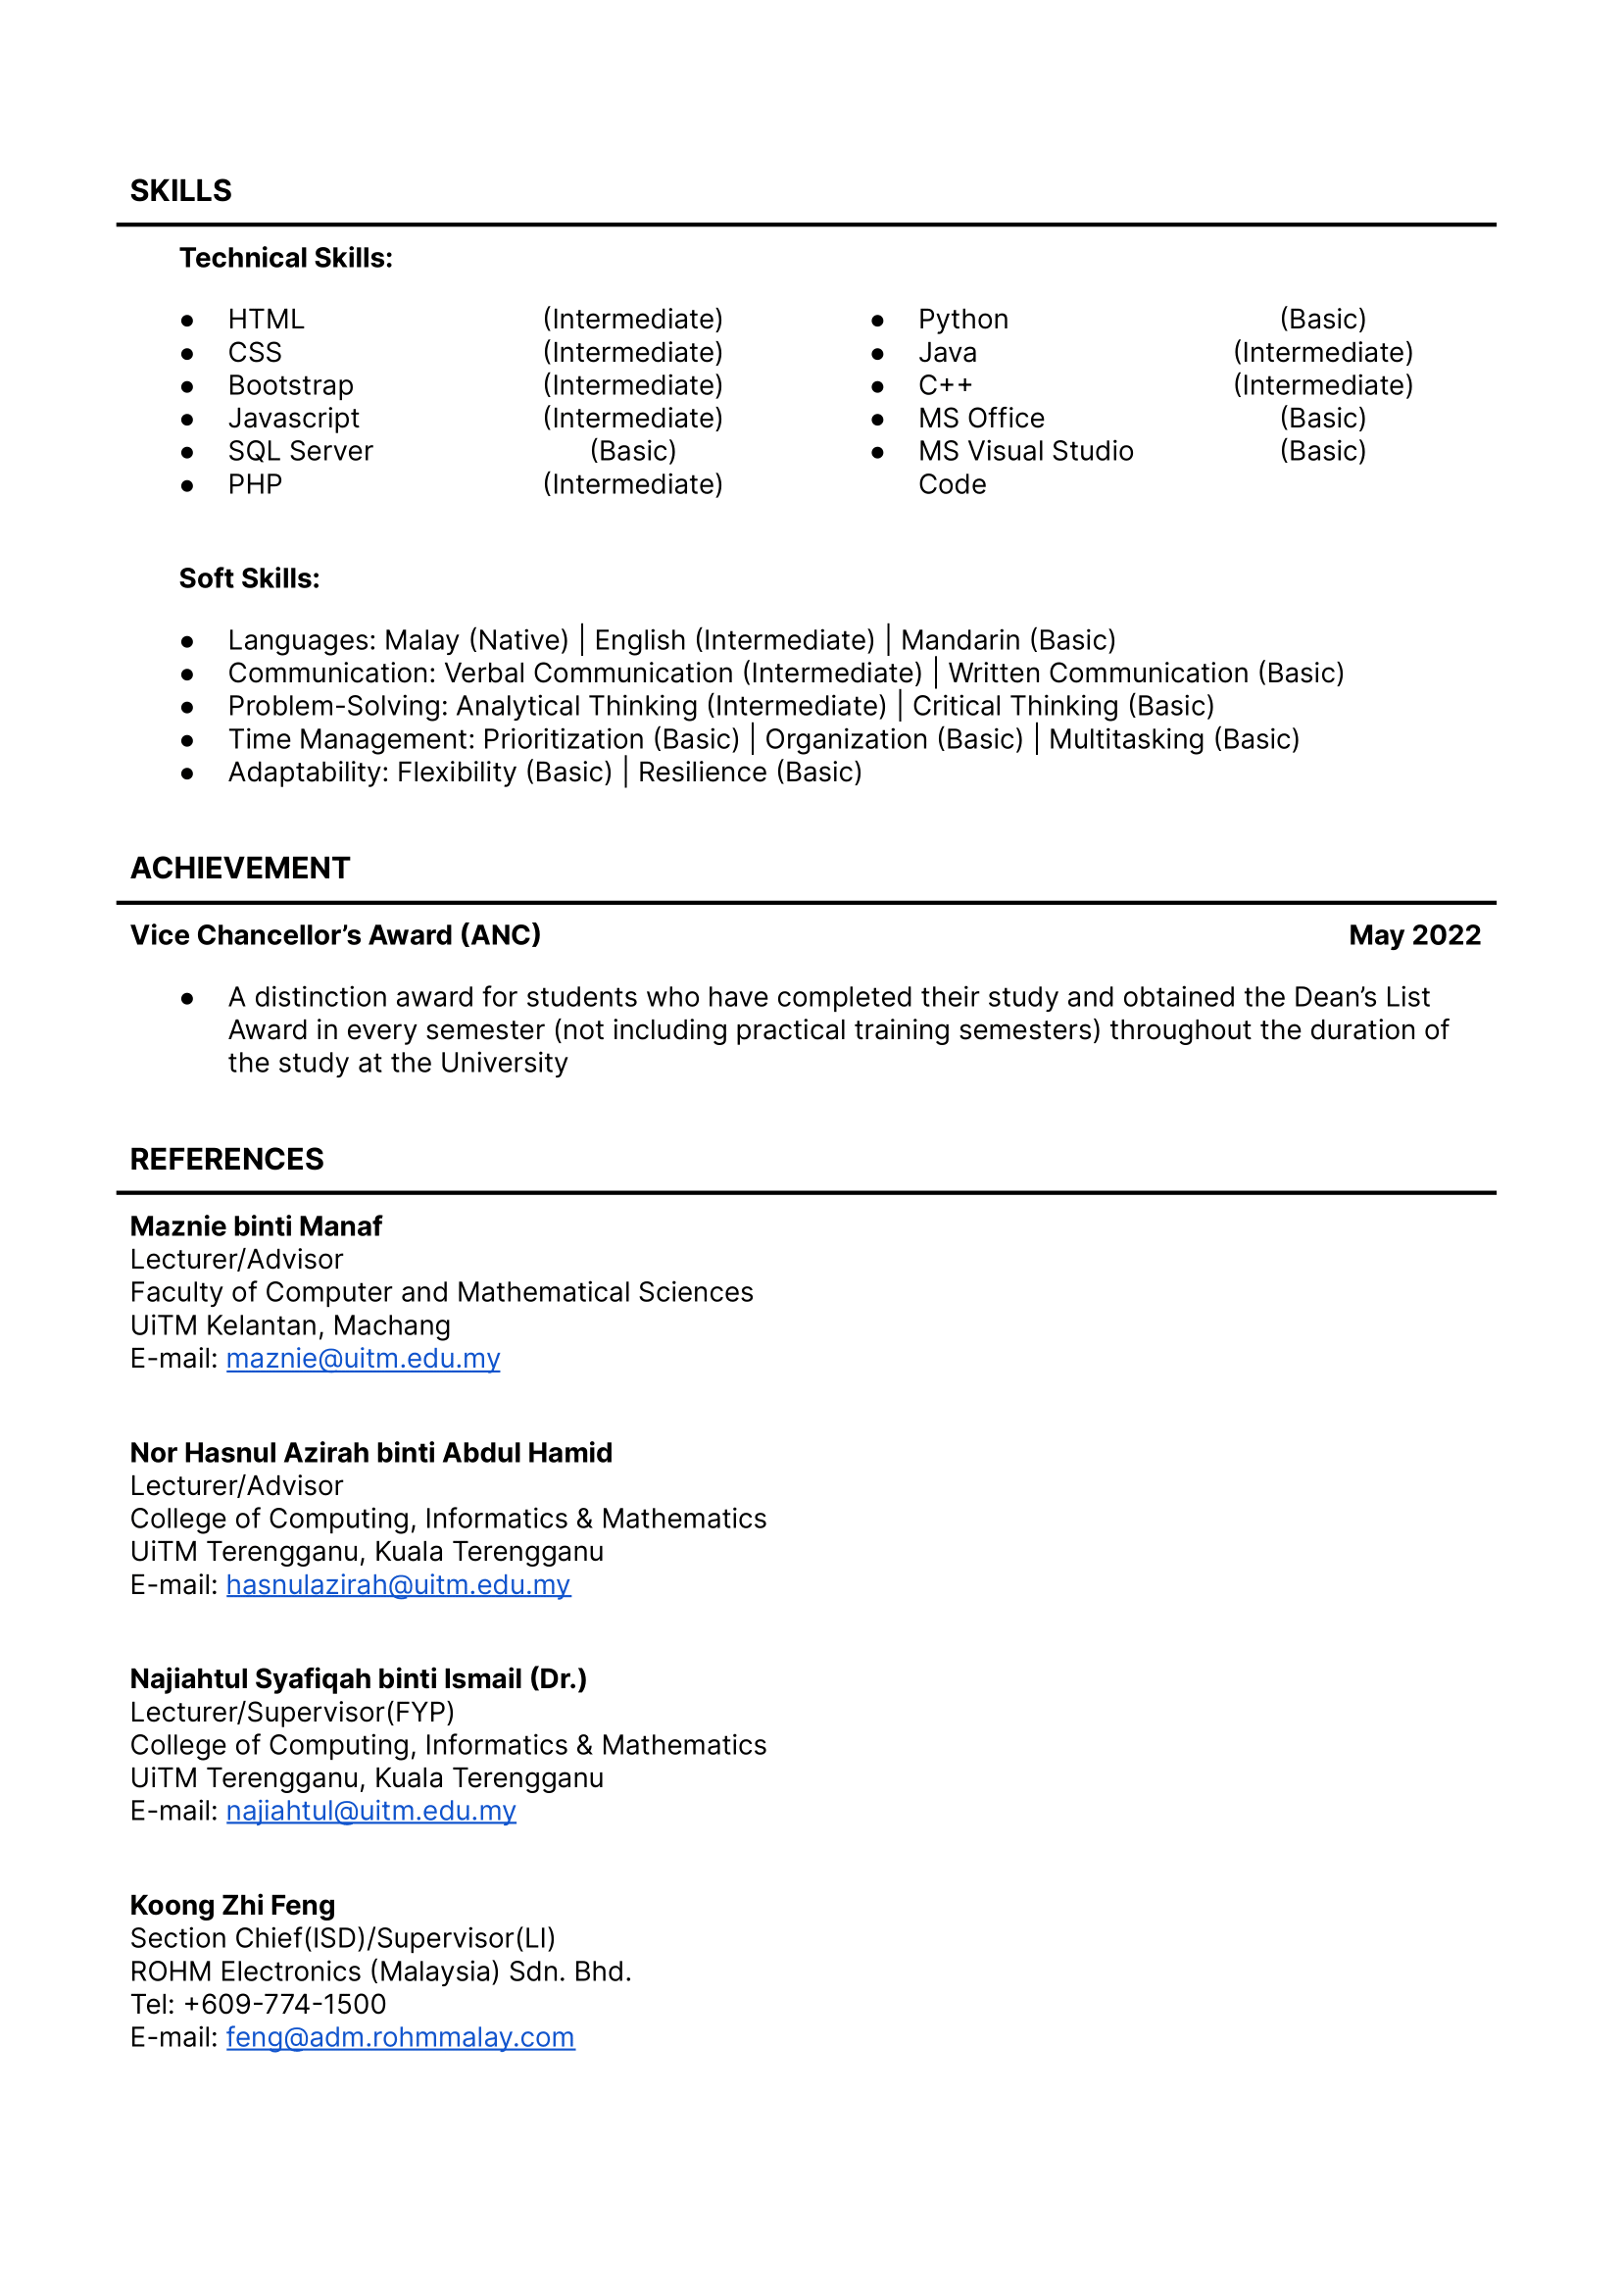 SKILLS
Technical Skills:
● HTML (Intermediate) ● Python (Basic)
● CSS (Intermediate) ● Java (Intermediate)
● Bootstrap (Intermediate) ● C++ (Intermediate)
● Javascript (Intermediate) ● MS Office (Basic)
● SQL Server (Basic) ● MS Visual Studio (Basic)
● PHP (Intermediate) Code
Soft Skills:
● Languages: Malay (Native) | English (Intermediate) | Mandarin (Basic)
● Communication: Verbal Communication (Intermediate) | Written Communication (Basic)
● Problem-Solving: Analytical Thinking (Intermediate) | Critical Thinking (Basic)
● Time Management: Prioritization (Basic) | Organization (Basic) | Multitasking (Basic)
● Adaptability: Flexibility (Basic) | Resilience (Basic)
ACHIEVEMENT
Vice Chancellor’s Award (ANC) May 2022
● A distinction award for students who have completed their study and obtained the Dean’s List
Award in every semester (not including practical training semesters) throughout the duration of
the study at the University
REFERENCES
Maznie binti Manaf
Lecturer/Advisor
Faculty of Computer and Mathematical Sciences
UiTM Kelantan, Machang
E-mail: maznie@uitm.edu.my
Nor Hasnul Azirah binti Abdul Hamid
Lecturer/Advisor
College of Computing, Informatics & Mathematics
UiTM Terengganu, Kuala Terengganu
E-mail: hasnulazirah@uitm.edu.my
Najiahtul Syafiqah binti Ismail (Dr.)
Lecturer/Supervisor(FYP)
College of Computing, Informatics & Mathematics
UiTM Terengganu, Kuala Terengganu
E-mail: najiahtul@uitm.edu.my
Koong Zhi Feng
Section Chief(ISD)/Supervisor(LI)
ROHM Electronics (Malaysia) Sdn. Bhd.
Tel: +609-774-1500
E-mail: feng@adm.rohmmalay.com